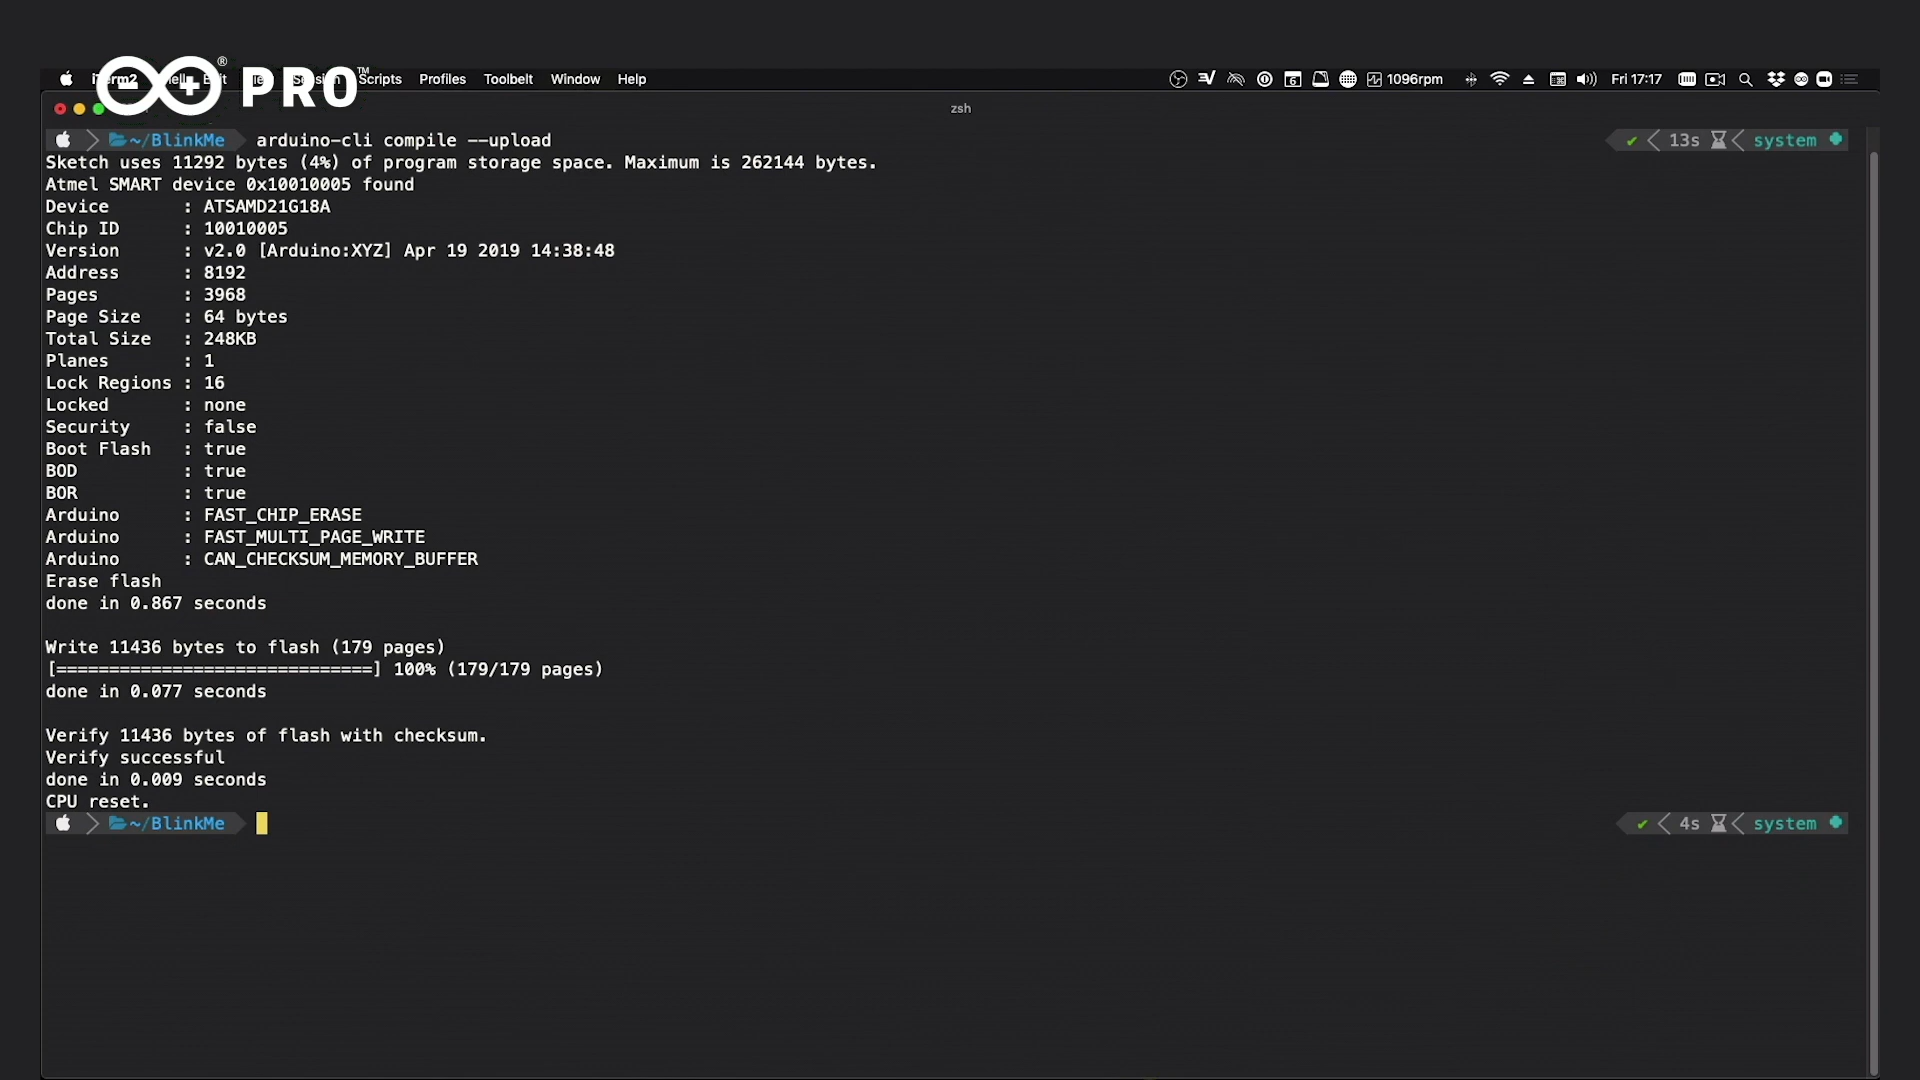 PRO™
iTerm2 Scripts Profiles Toolbelt Window Help 6 1096rpm Fri 17:17
zsh
~/BlinkMe arduino-cli compile --upload ✔ 13s system
Sketch uses 11292 bytes (4%) of program storage space. Maximum is 262144 bytes.
Atmel SMART device 0x10010005 found
Device : ATSAMD21G18A
Chip ID : 10010005
Version : v2.0 [Arduino:XYZ] Apr 19 2019 14:38:48
Address : 8192
Pages : 3968
Page Size : 64 bytes
Total Size : 248KB
Planes : 1
Lock Regions : 16
Locked : none
Security : false
Boot Flash : true
BOD : true
BOR : true
Arduino : FAST_CHIP_ERASE
Arduino : FAST_MULTI_PAGE_WRITE
Arduino : CAN_CHECKSUM_MEMORY_BUFFER
Erase flash
done in 0.867 seconds
Write 11436 bytes to flash (179 pages)
[==============================] 100% (179/179 pages)
done in 0.077 seconds
Verify 11436 bytes of flash with checksum.
Verify successful
done in 0.009 seconds
CPU reset.
~/BlinkMe ✔ 4s system